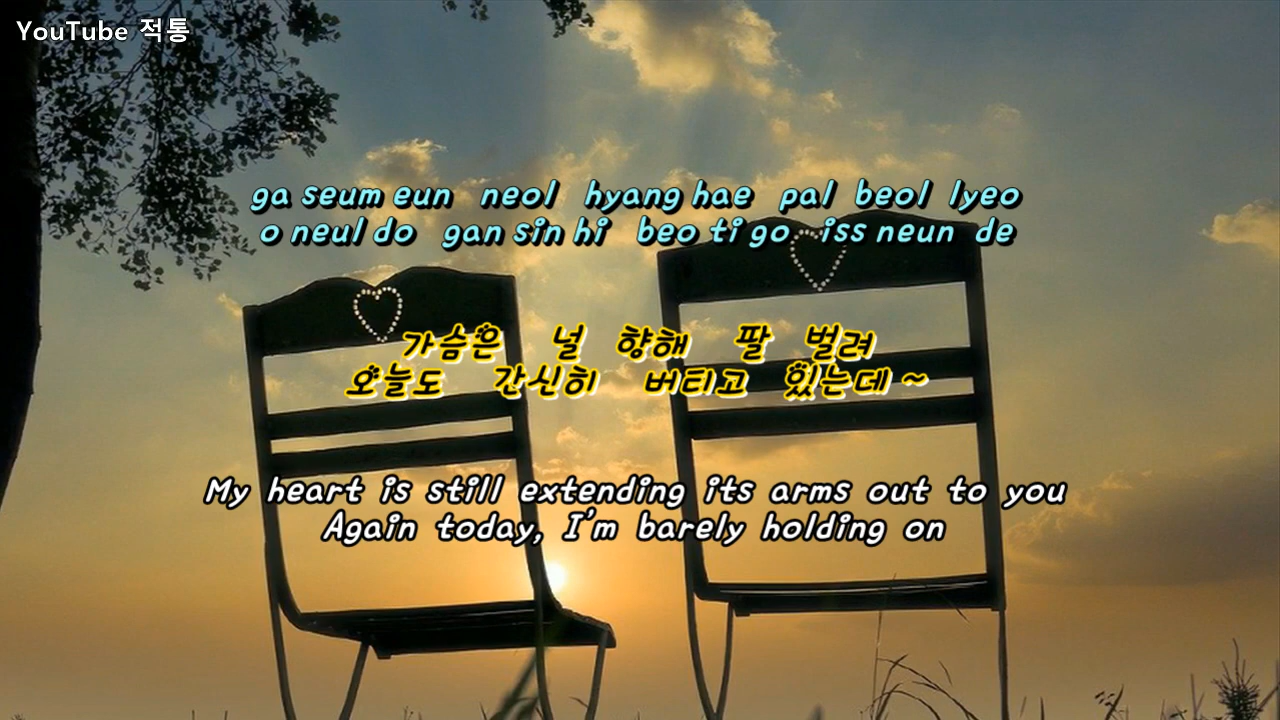 YouTube 적통
ga seum eun neol hyang hae pal beol lyeo
o neul do gan sin hi beo ti go iss neun de
가슴은 널 향해 팔 벌려
오늘도 간신히 버티고 있는데 ~
My heart is still extending its arms out to you
Again today, I'm barely holding on